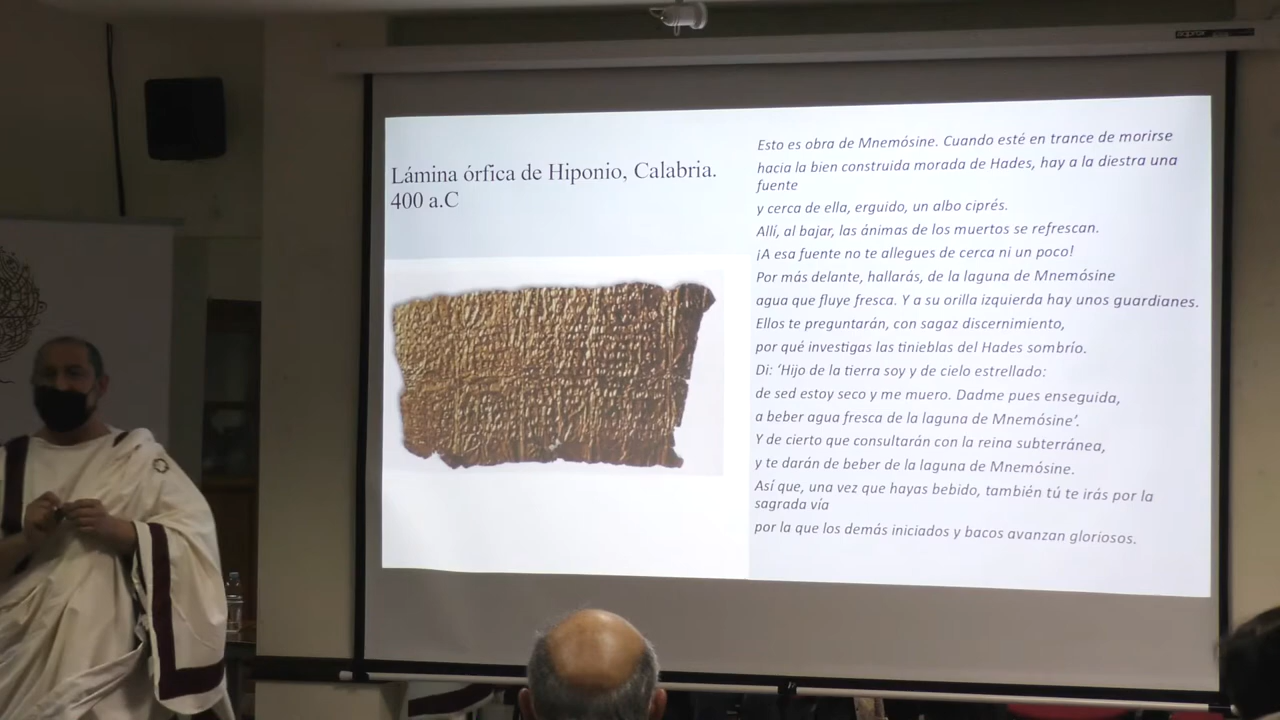 Lámina órfica de Hiponio, Calabria.
400 a.C
Esto es obra de Mnemósine. Cuando esté en trance de morirse
hacia la bien construida morada de Hades, hay a la diestra una
fuente
y cerca de ella, erguido, un albo ciprés.
Allí, al bajar, las ánimas de los muertos se refrescan.
¡A esa fuente no te allegues de cerca ni un poco!
Por más delante, hallarás, de la laguna de Mnemósine
agua que fluye fresca. Y a su orilla izquierda hay unos guardianes.
Ellos te preguntarán, con sagaz discernimiento,
por qué investigas las tinieblas del Hades sombrío.
Di: ‘Hijo de la tierra soy y de cielo estrellado:
de sed estoy seco y me muero. Dadme pues enseguida,
a beber agua fresca de la laguna de Mnemósine’.
Y de cierto que consultarán con la reina subterránea,
y te darán de beber de la laguna de Mnemósine.
Así que, una vez que hayas bebido, también tú te irás por la
sagrada vía
por la que los demás iniciados y bacos avanzan gloriosos.